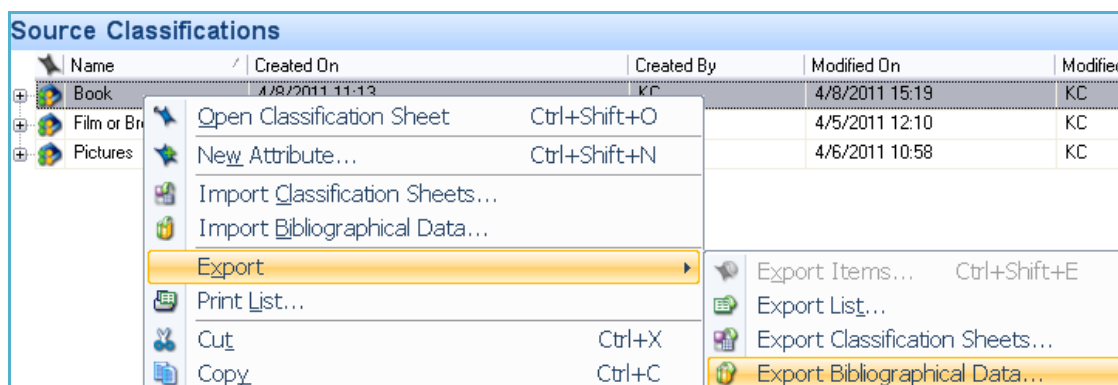 Source Classifications
Name Created On Created By Modified On Modified
Book 4/8/2011 11:13 KC 4/8/2011 15:19 KC
Film or Br 4/5/2011 12:10 KC
Pictures 4/6/2011 10:58 KC
Open Classification Sheet Ctrl+Shift+O
New Attribute... Ctrl+Shift+N
Import Classification Sheets...
Import Bibliographical Data...
Export
Print List...
Cut Ctrl+X
Copy Ctrl+C
Export Items... Ctrl+Shift+E
Export List...
Export Classification Sheets...
Export Bibliographical Data...